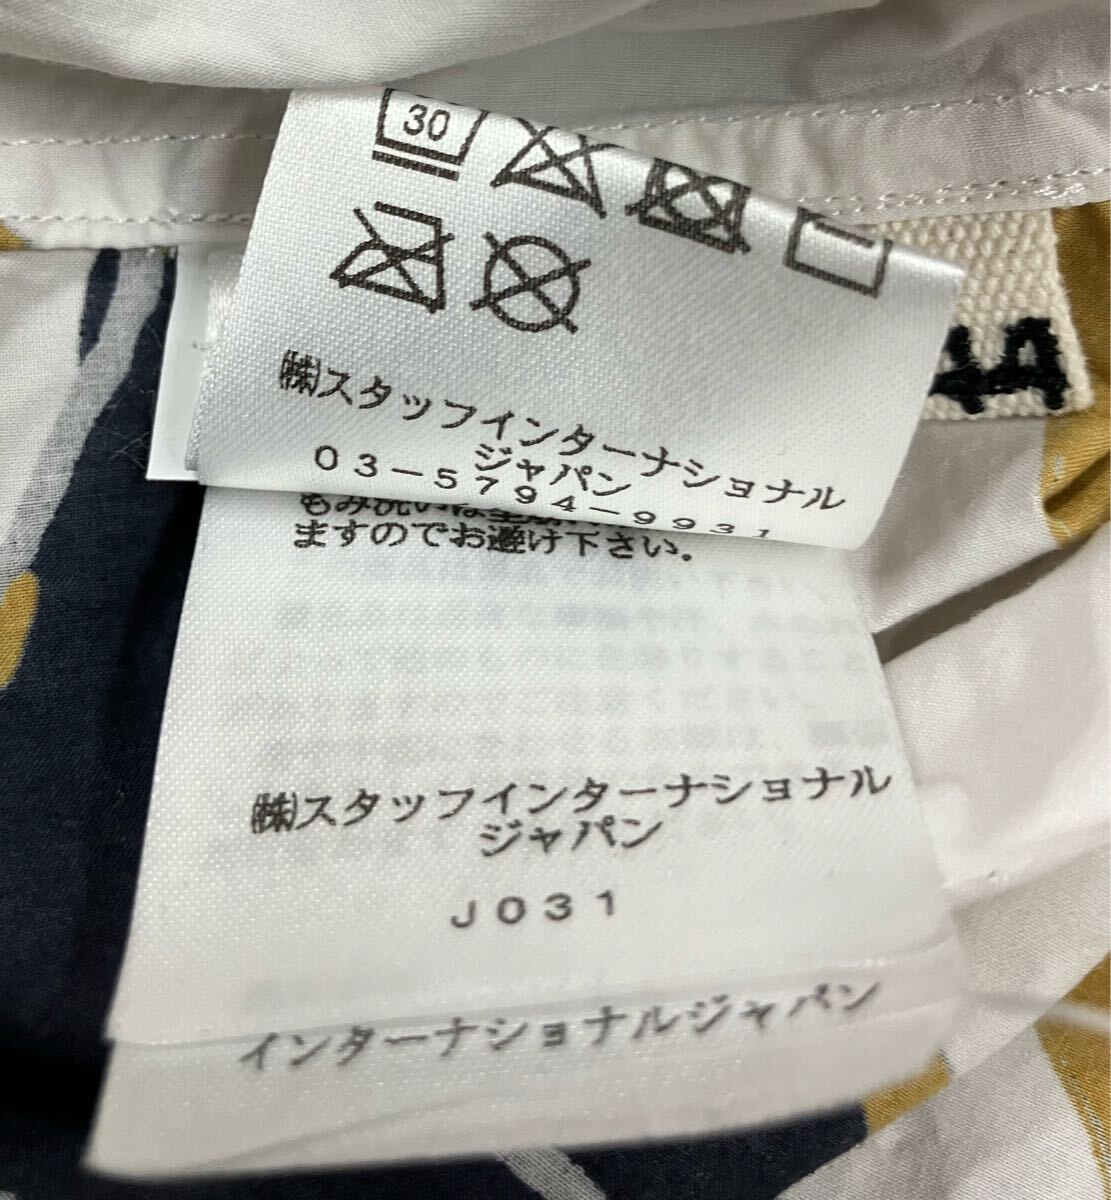 30
44
㈱スタッフインターナショナル
ジャパン
03-5794-9931
ますのでお避け下さい。
㈱スタッフインターナショナル
ジャパン
J031
インターナショナルジャパン